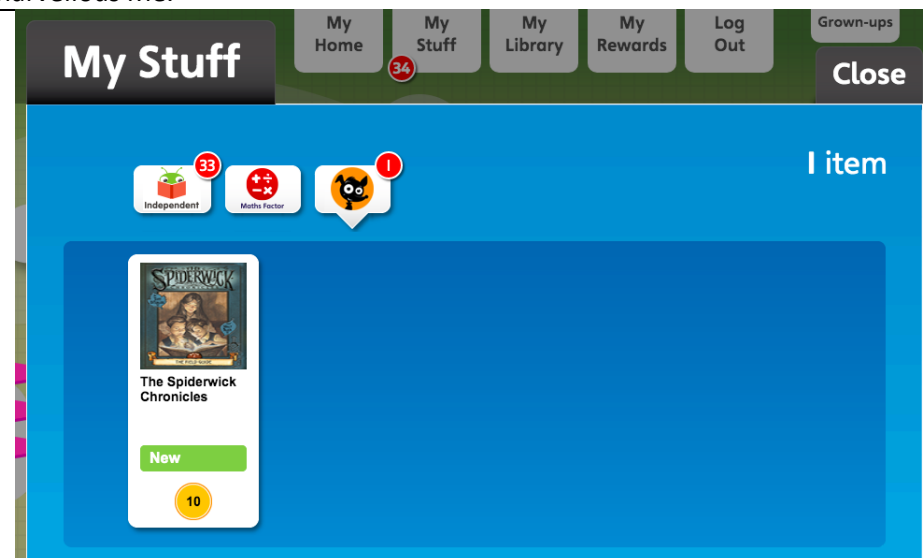 My Stuff
My Home
34
My Stuff
My Library
My Rewards
Log Out
Grown-ups
Close
33
Independent
Maths Factor
1
1 item
SPIDERWICK
THE FIELD GUIDE
The Spiderwick
Chronicles
New
10